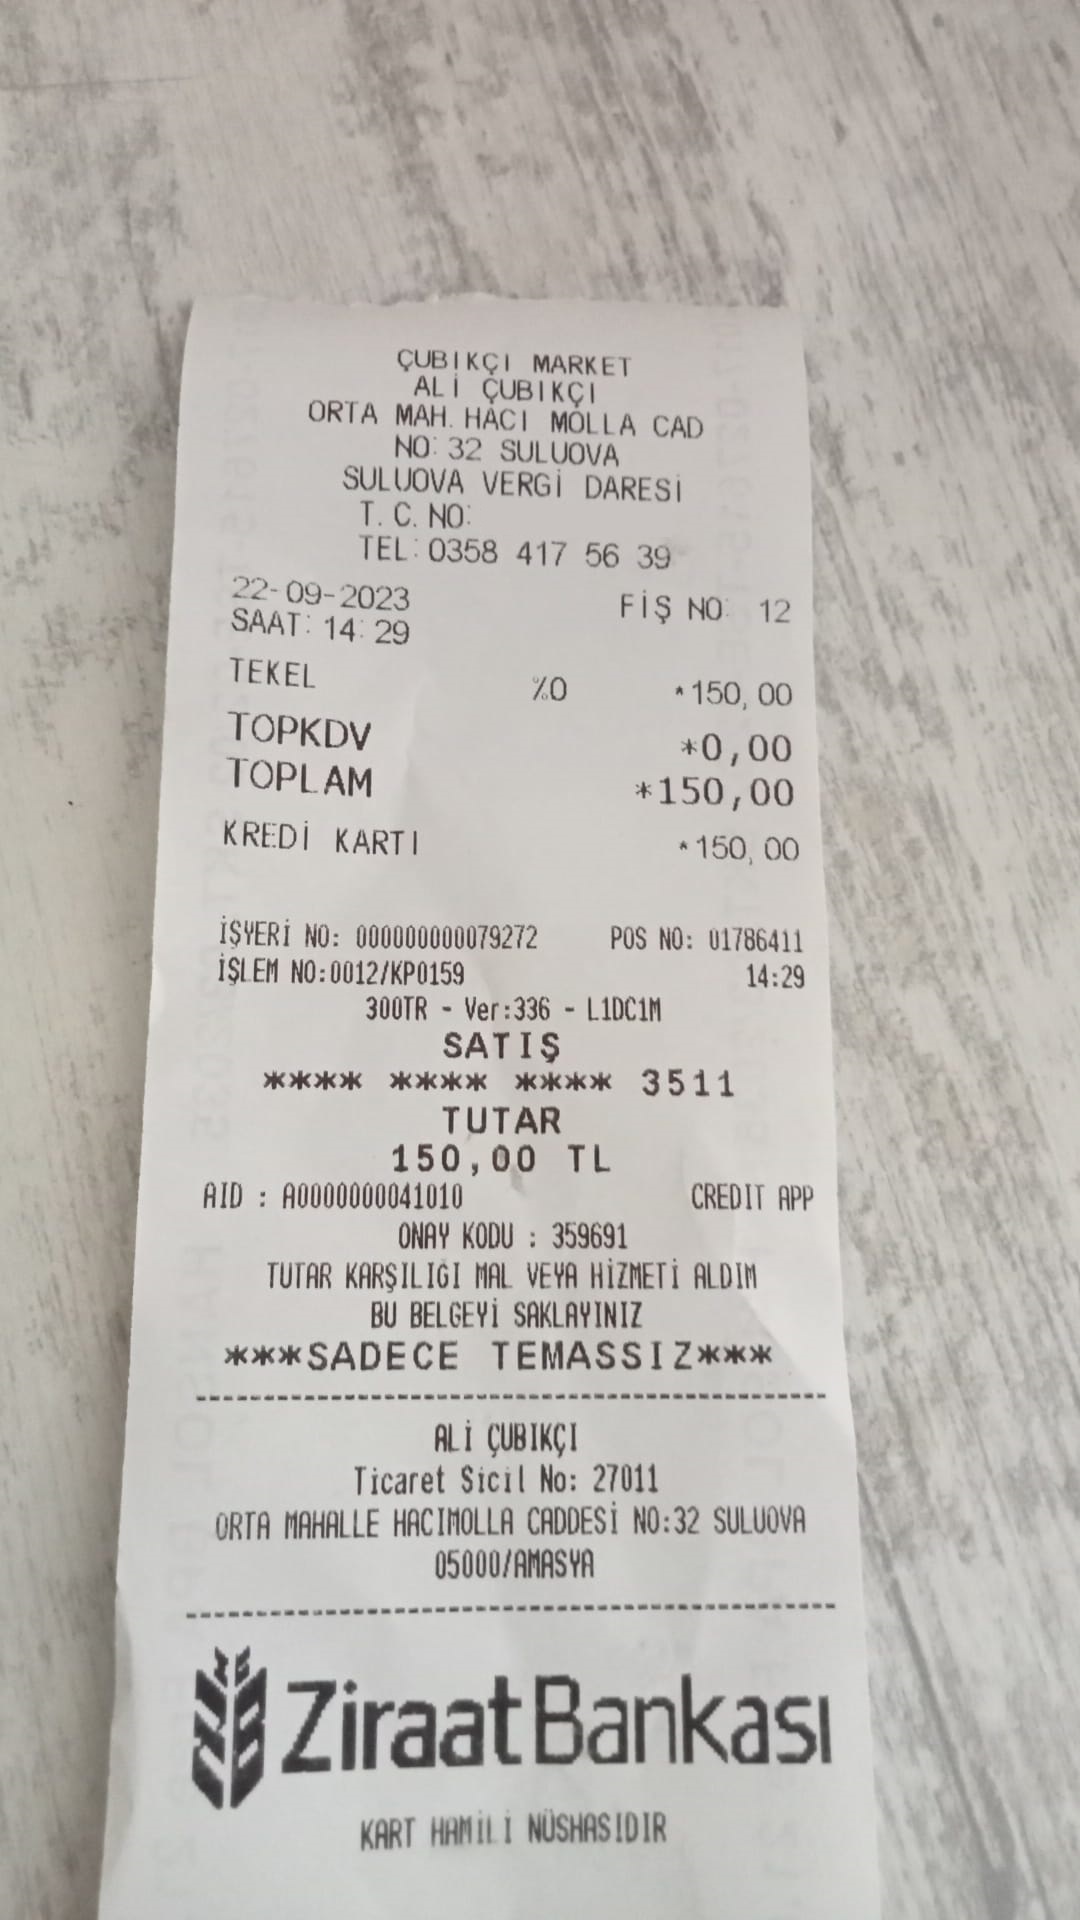 ÇUBIKÇI MARKET
ALİ ÇUBIKÇI
ORTA MAH. HACI MOLLA CAD
NO: 32 SULUOVA
SULUOVA VERGİ DARESİ
T. C. NO:
TEL: 0358 417 56 39
22-09-2023
FİŞ NO: 12
SAAT: 14:29
TEKEL %0 *150,00
TOPKDV *0,00
TOPLAM *150,00
KREDİ KARTI *150,00
İŞYERİ NO: 000000000079272 POS NO: 01786411
İŞLEM NO:0012/KP0159 14:29
300TR - Ver:336 - L1DC1M
SATIŞ
**** **** **** 3511
TUTAR
150,00 TL
AID : A0000000041010 CREDIT APP
ONAY KODU : 359691
TUTAR KARŞILIGI MAL VEYA HİZMETİ ALDIM
BU BELGEYİ SAKLAYINIZ
***SADECE TEMASSIZ***
ALİ ÇUBIKÇI
Ticaret Sicil No: 27011
ORTA MAHALLE HACIMOLLA CADDESİ NO:32 SULUOVA
05000/AMASYA
ZiraatBankası
KART HAMİLİ NÜSHASIDIR